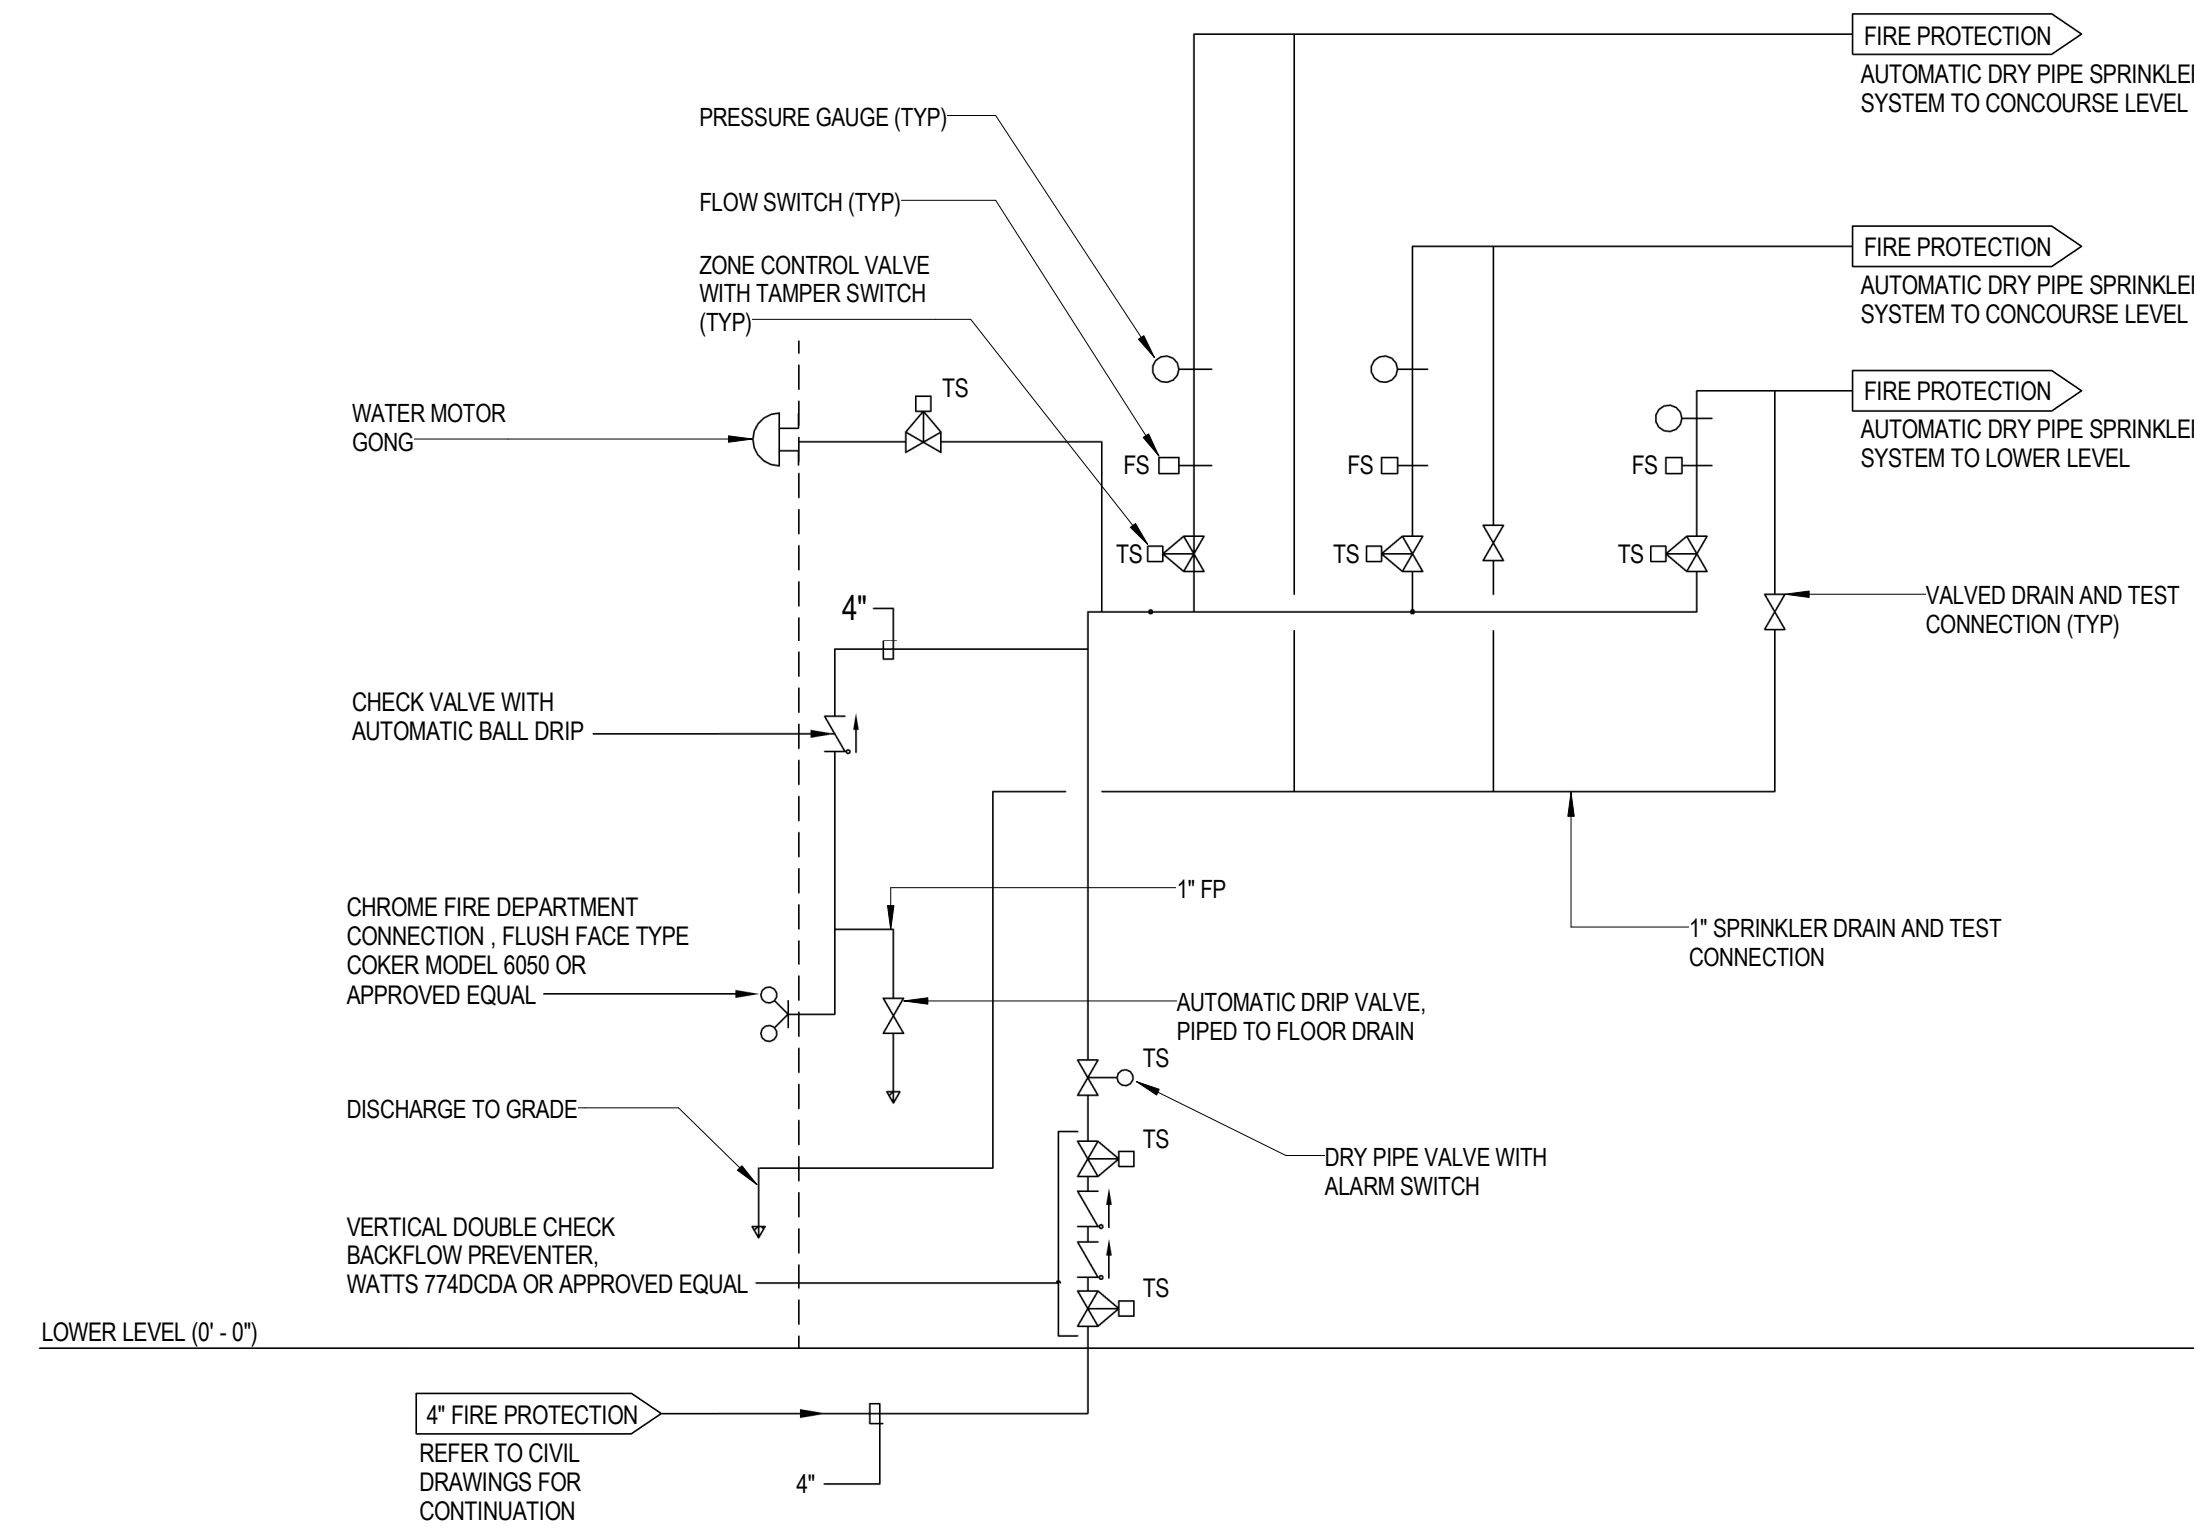 FIRE PROTECTION
AUTOMATIC DRY PIPE SPRINKLER
SYSTEM TO CONCOURSE LEVEL
PRESSURE GAUGE (TYP)
FLOW SWITCH (TYP)
ZONE CONTROL VALVE
WITH TAMPER SWITCH
(TYP)
FIRE PROTECTION
AUTOMATIC DRY PIPE SPRINKLER
SYSTEM TO CONCOURSE LEVEL
FIRE PROTECTION
AUTOMATIC DRY PIPE SPRINKLER
SYSTEM TO LOWER LEVEL
TS
WATER MOTOR
GONG
FS
FS
FS
TS
TS
TS
4"
VALVED DRAIN AND TEST
CONNECTION (TYP)
CHECK VALVE WITH
AUTOMATIC BALL DRIP
1" FP
CHROME FIRE DEPARTMENT
CONNECTION , FLUSH FACE TYPE
COKER MODEL 6050 OR
APPROVED EQUAL
1" SPRINKLER DRAIN AND TEST
CONNECTION
AUTOMATIC DRIP VALVE,
PIPED TO FLOOR DRAIN
TS
DISCHARGE TO GRADE
TS
DRY PIPE VALVE WITH
ALARM SWITCH
VERTICAL DOUBLE CHECK
BACKFLOW PREVENTER,
WATTS 774DCDA OR APPROVED EQUAL
TS
LOWER LEVEL (0' - 0")
4" FIRE PROTECTION
REFER TO CIVIL
DRAWINGS FOR
CONTINUATION
4"